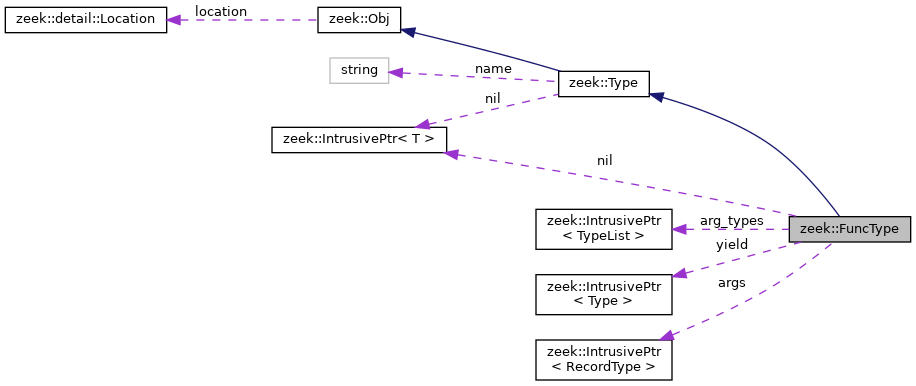 zeek::detail::Location
location
zeek::Obj
string
name
zeek::Type
nil
zeek::IntrusivePtr< T >
nil
zeek::IntrusivePtr
< TypeList >
arg_types
zeek::FuncType
yield
zeek::IntrusivePtr
< Type >
args
zeek::IntrusivePtr
< RecordType >